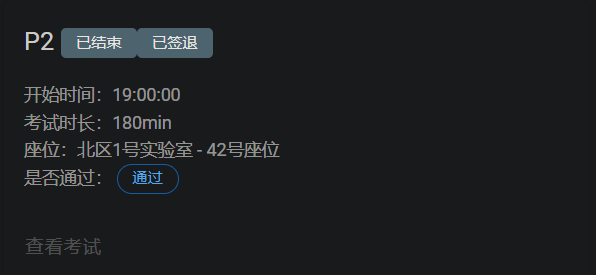 P2 已结束 已签退
开始时间：19:00:00
考试时长：180min
座位：北区1号实验室 - 42号座位
是否通过： 通过
查看考试